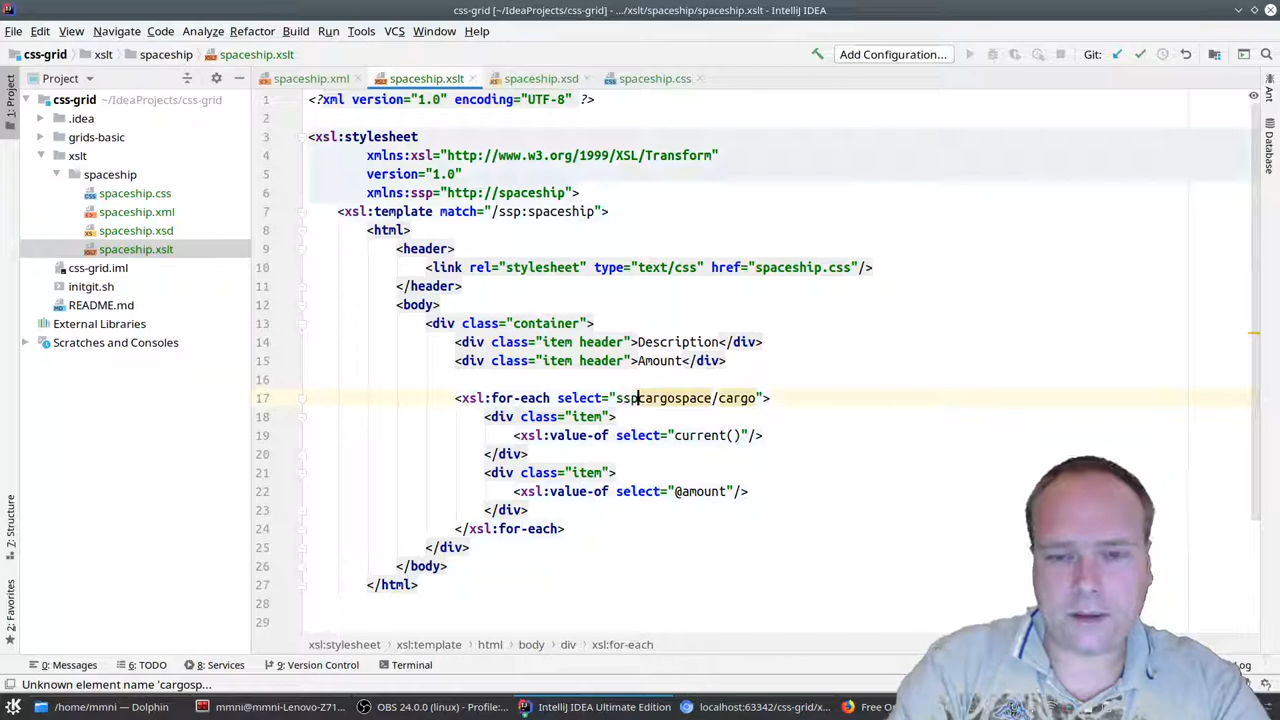 css-grid [~/IdeaProjects/css-grid] - .../xslt/spaceship/spaceship.xslt - IntelliJ IDEA
File Edit View Navigate Code Analyze Refactor Build Run Tools VCS Window Help
css-grid xslt spaceship spaceship.xslt Add Configuration... Git:
Project spaceship.xml spaceship.xslt spaceship.xsd spaceship.css
1: Project
Ant
Database
Z: Structure
Favorites
css-grid ~/IdeaProjects/css-grid
.idea
grids-basic
xslt
spaceship
spaceship.css
spaceship.xml
spaceship.xsd
spaceship.xslt
css-grid.iml
initgit.sh
README.md
External Libraries
Scratches and Consoles
1 <?xml version="1.0" encoding="UTF-8" ?>
2
3 <xsl:stylesheet
4 xmlns:xsl="http://www.w3.org/1999/XSL/Transform"
5 version="1.0"
6 xmlns:ssp="http://spaceship">
7 <xsl:template match="/ssp:spaceship">
8 <html>
9 <header>
10 <link rel="stylesheet" type="text/css" href="spaceship.css"/>
11 </header>
12 <body>
13 <div class="container">
14 <div class="item header">Description</div>
15 <div class="item header">Amount</div>
16
17 <xsl:for-each select="sspcargospace/cargo">
18 <div class="item">
19 <xsl:value-of select="current()"/>
20 </div>
21 <div class="item">
22 <xsl:value-of select="@amount"/>
23 </div>
24 </xsl:for-each>
25 </div>
26 </body>
27 </html>
28
29
xsl:stylesheet xsl:template html body div xsl:for-each
0: Messages 6: TODO 8: Services 9: Version Control Terminal Log
Unknown element name 'cargosp...
/home/mmni — Dolphin mmni@mmni-Lenovo-Z71... OBS 24.0.0 (linux) - Profile:... IntelliJ IDEA Ultimate Edition localhost:63342/css-grid/x... Free O